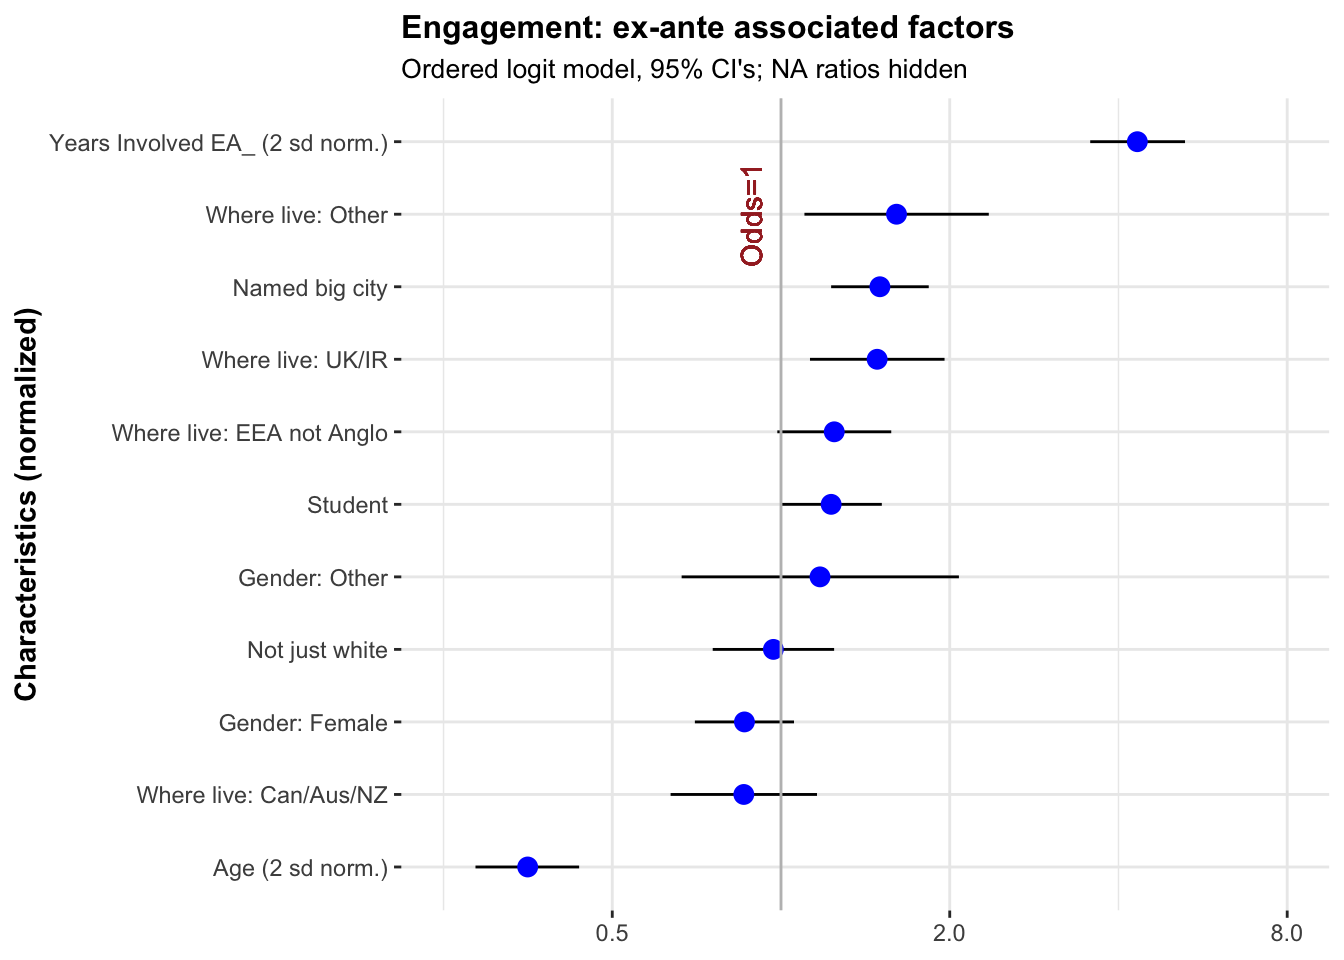 Engagement: ex-ante associated factors
Ordered logit model, 95% CI's; NA ratios hidden
Characteristics (normalized)
Years Involved EA_ (2 sd norm.)
Where live: Other
Named big city
Where live: UK/IR
Where live: EEA not Anglo
Student
Gender: Other
Not just white
Gender: Female
Where live: Can/Aus/NZ
Age (2 sd norm.)
Odds=1
0.5
2.0
8.0